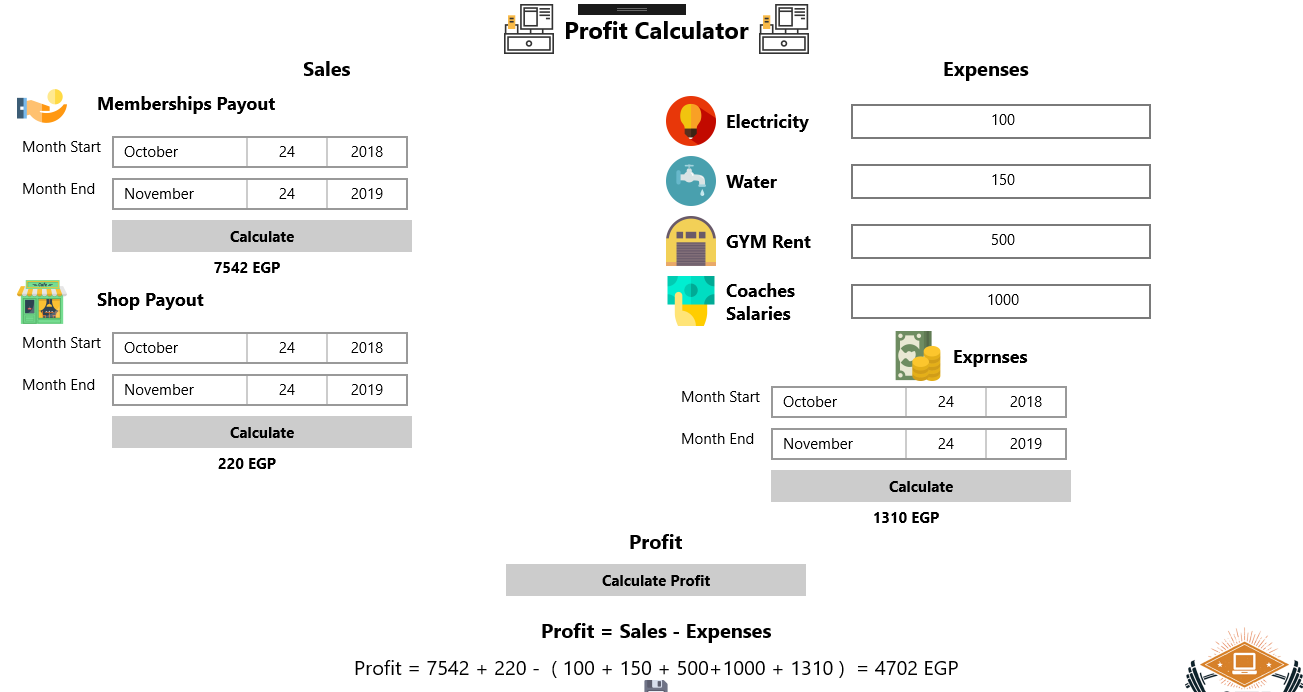 Profit Calculator
Sales
Memberships Payout
Month Start October 24 2018
Month End November 24 2019
Calculate
7542 EGP
Shop Payout
Month Start October 24 2018
Month End November 24 2019
Calculate
220 EGP
Expenses
Electricity 100
Water 150
GYM Rent 500
Coaches
Salaries 1000
Exprnses
Month Start October 24 2018
Month End November 24 2019
Calculate
1310 EGP
Profit
Calculate Profit
Profit = Sales - Expenses
Profit = 7542 + 220 - ( 100 + 150 + 500+1000 + 1310 ) = 4702 EGP